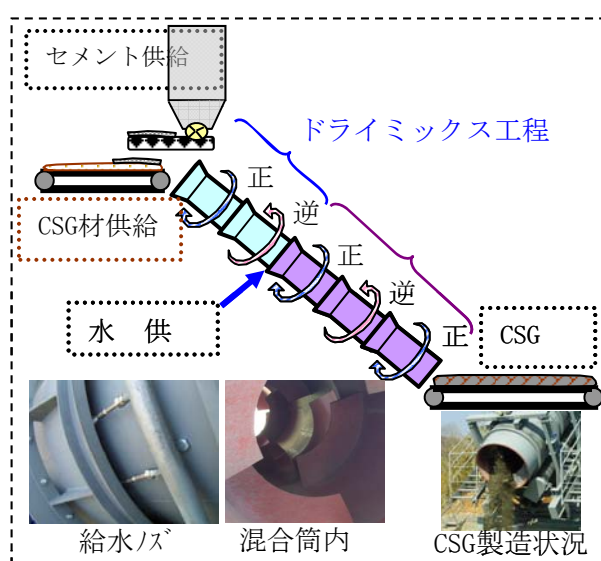 セメント供給
ドライミックス工程
正
CSG材供給
逆
正
水 供
逆
正
CSG
給水ノズ
混合筒内
CSG製造状況